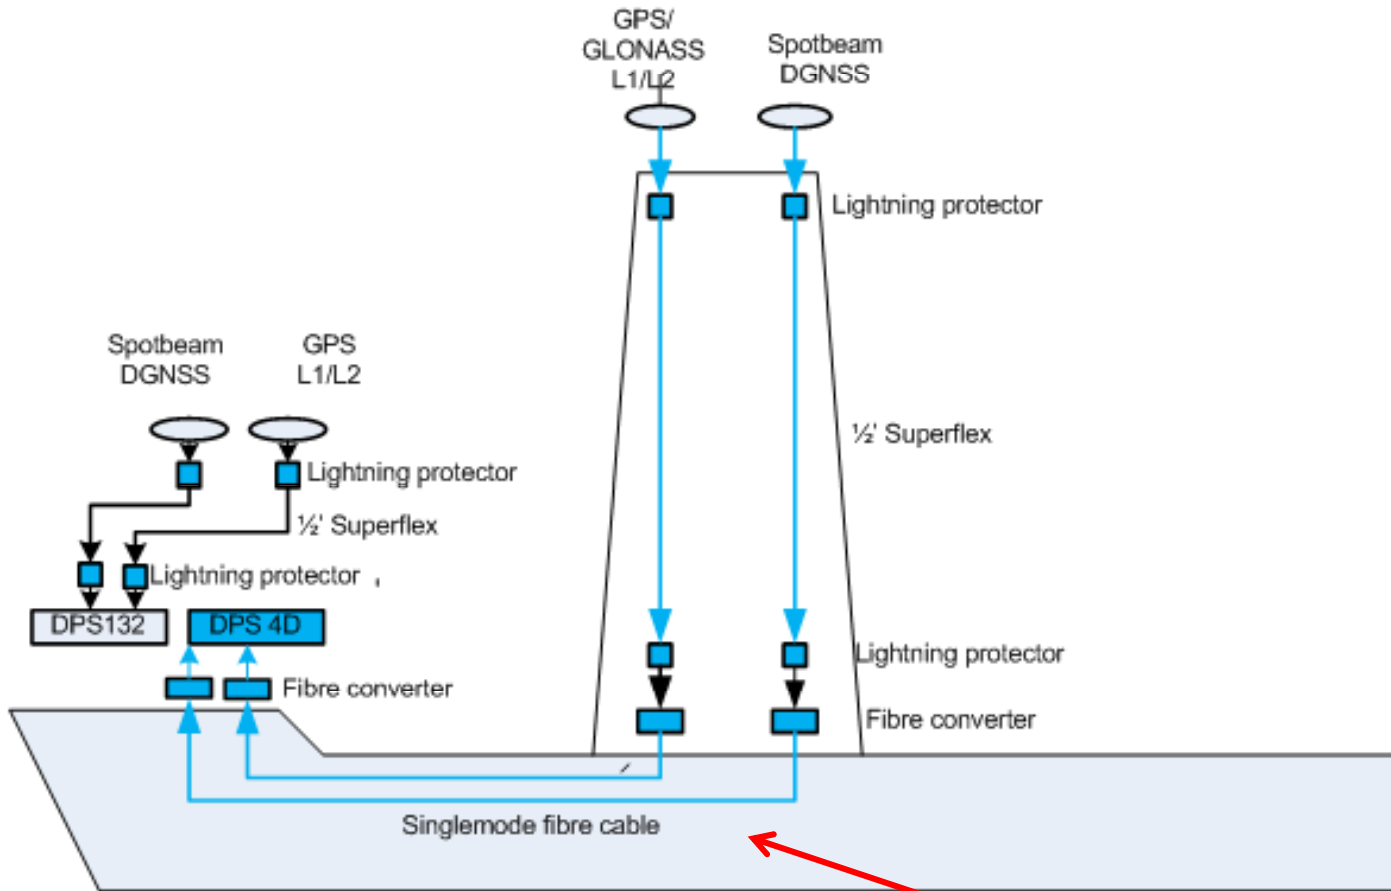 GPS/
GLONASS
L1/L2
Spotbeam
DGNSS
Lightning protector
Spotbeam
DGNSS
GPS
L1/L2
½' Superflex
Lightning protector
½' Superflex
Lightning protector
DPS132
DPS 4D
Lightning protector
Fibre converter
Fibre converter
Singlemode fibre cable